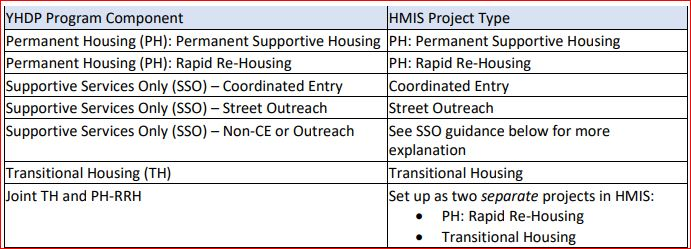 YHDP Program Component HMIS Project Type
Permanent Housing (PH): Permanent Supportive Housing PH: Permanent Supportive Housing
Permanent Housing (PH): Rapid Re-Housing PH: Rapid Re-Housing
Supportive Services Only (SSO) – Coordinated Entry Coordinated Entry
Supportive Services Only (SSO) – Street Outreach Street Outreach
Supportive Services Only (SSO) – Non-CE or Outreach See SSO guidance below for more
explanation
Transitional Housing (TH) Transitional Housing
Joint TH and PH-RRH Set up as two separate projects in HMIS:
• PH: Rapid Re-Housing
• Transitional Housing